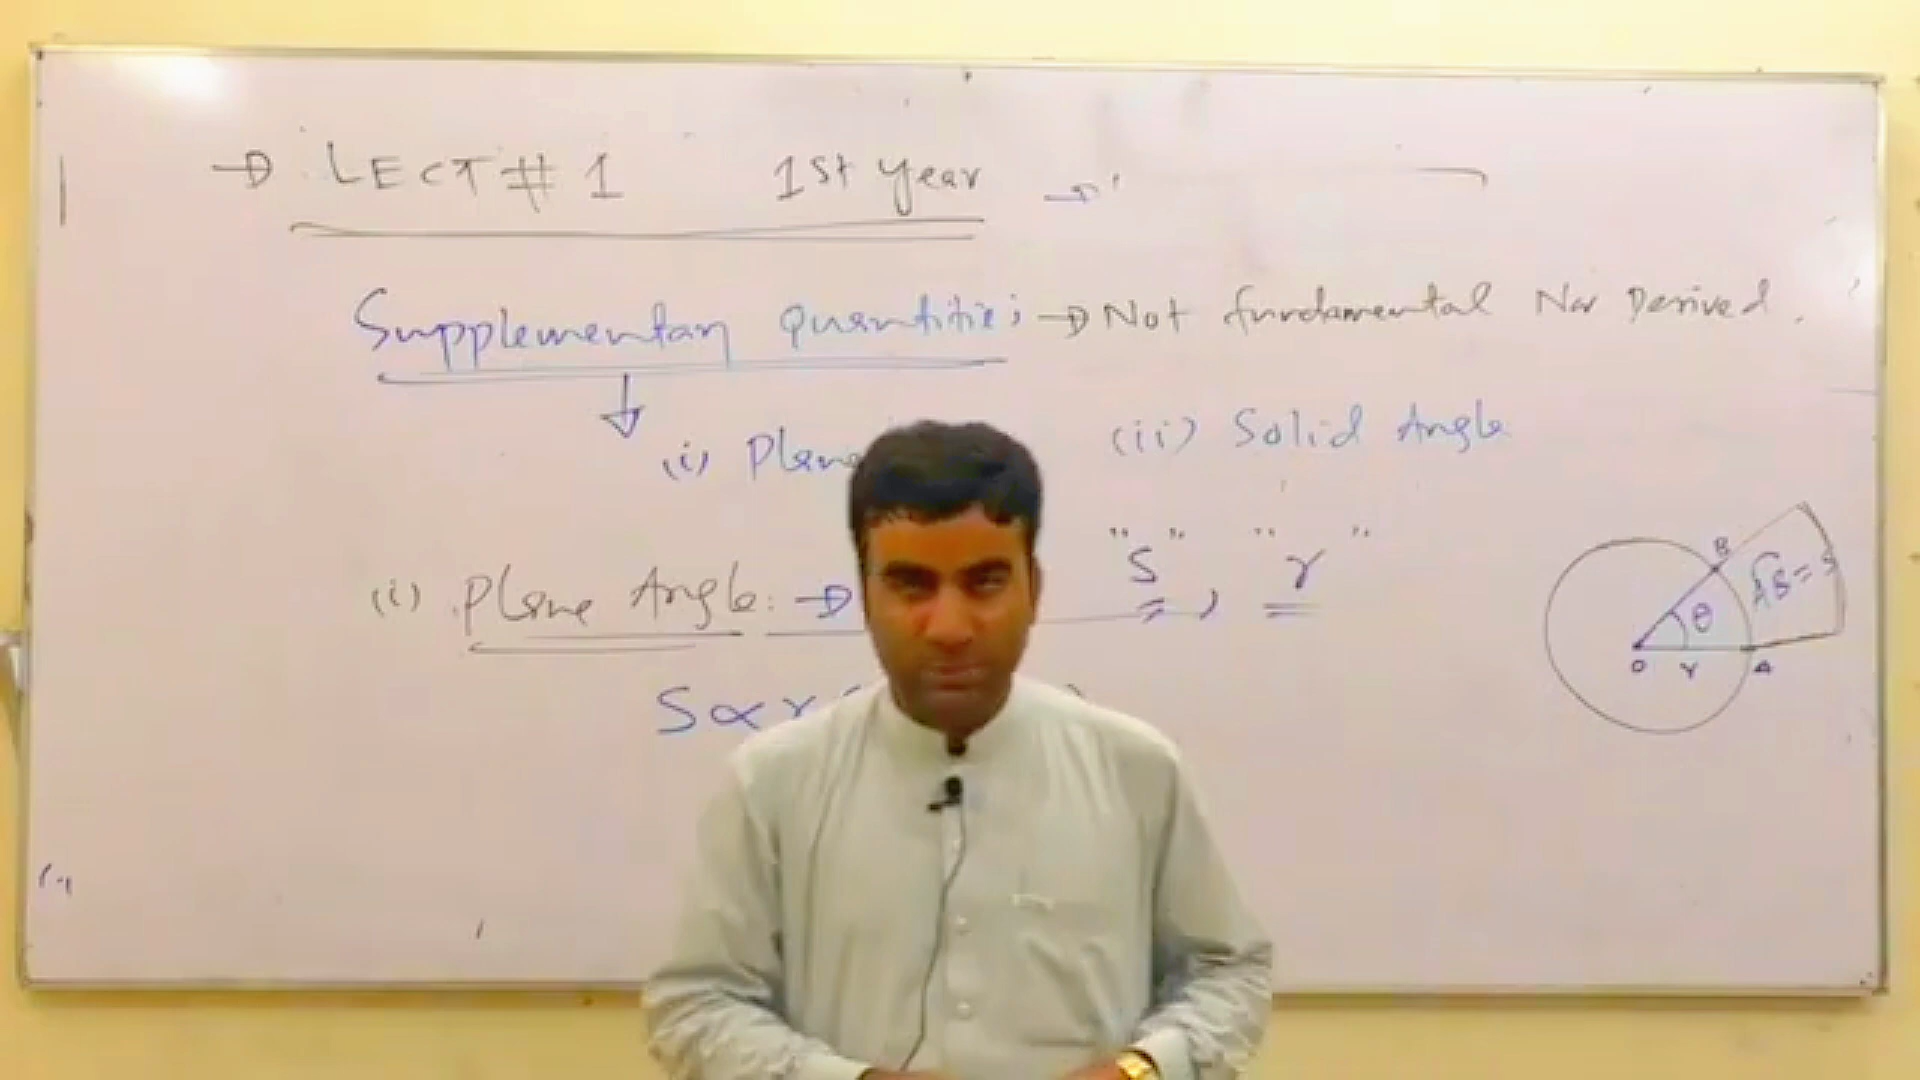 LECT # 1 1st Year
Supplementary Quantities → Not fundamental Nor Derived.
(i) Plane (ii) Solid Angle
(i) Plane Angle: → "S", "r"
S ∝ r
B
AB = S
θ
O r A